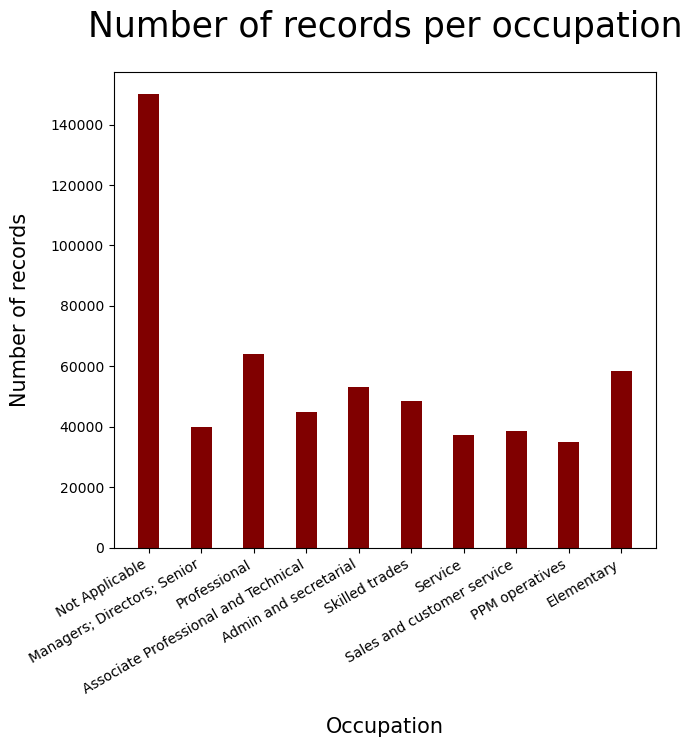 Number of records per occupation
Number of records
140000
120000
100000
80000
60000
40000
20000
0
Not Applicable
Managers; Directors; Senior
Professional
Associate Professional and Technical
Admin and secretarial
Skilled trades
Service
Sales and customer service
PPM operatives
Elementary
Occupation